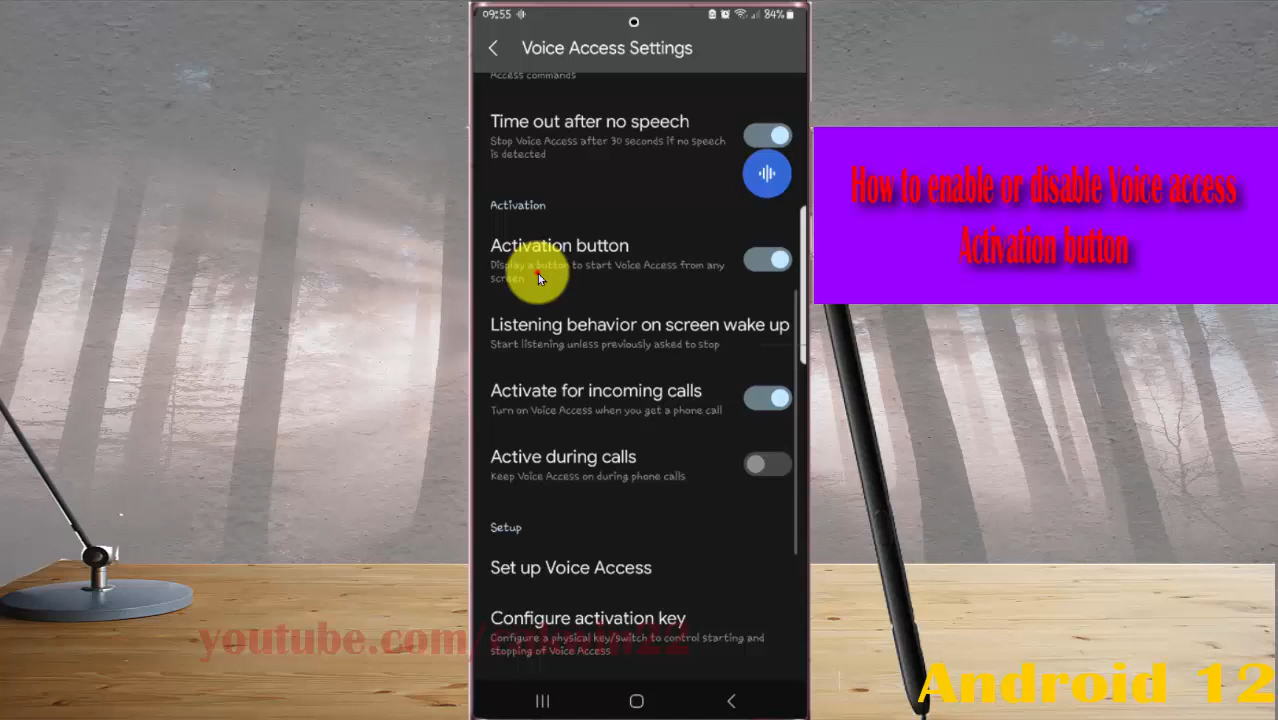 09:55
84%
Voice Access Settings
Access commands
Time out after no speech
Stop Voice Access after 30 seconds if no speech
is detected
Activation
Activation button
Display a button to start Voice Access from any
screen
Listening behavior on screen wake up
Start listening unless previously asked to stop
Activate for incoming calls
Turn on Voice Access when you get a phone call
Active during calls
Keep Voice Access on during phone calls
Setup
Set up Voice Access
Configure activation key
Configure a physical key/switch to control starting and
stopping of Voice Access
How to enable or disable Voice access
Activation button
youtube.com/
Android 12